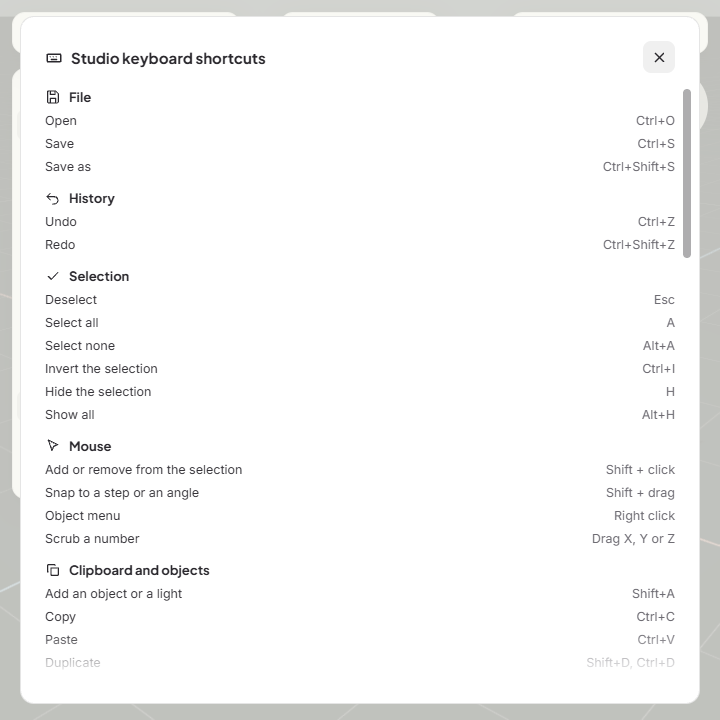 Studio keyboard shortcuts
File
Open Ctrl+O
Save Ctrl+S
Save as Ctrl+Shift+S
History
Undo Ctrl+Z
Redo Ctrl+Shift+Z
Selection
Deselect Esc
Select all A
Select none Alt+A
Invert the selection Ctrl+I
Hide the selection H
Show all Alt+H
Mouse
Add or remove from the selection Shift + click
Snap to a step or an angle Shift + drag
Object menu Right click
Scrub a number Drag X, Y or Z
Clipboard and objects
Add an object or a light Shift+A
Copy Ctrl+C
Paste Ctrl+V
Duplicate Shift+D, Ctrl+D